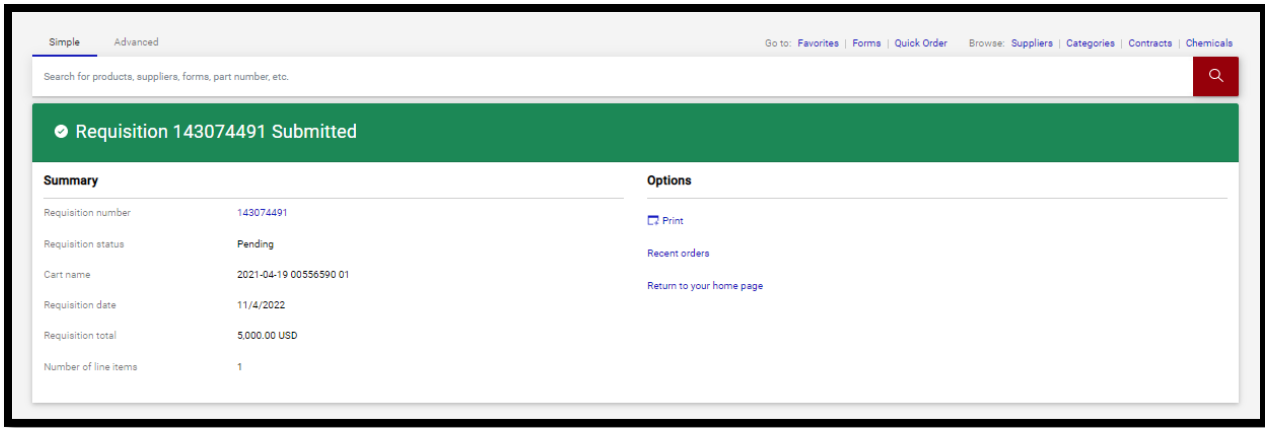 Simple Advanced Go to: Favorites | Forms | Quick Order Browse: Suppliers | Categories | Contracts | Chemicals
Search for products, suppliers, forms, part number, etc.
Requisition 143074491 Submitted
Summary
Requisition number 143074491
Requisition status Pending
Cart name 2021-04-19 00556590 01
Requisition date 11/4/2022
Requisition total 5,000.00 USD
Number of line items 1
Options
Print
Recent orders
Return to your home page